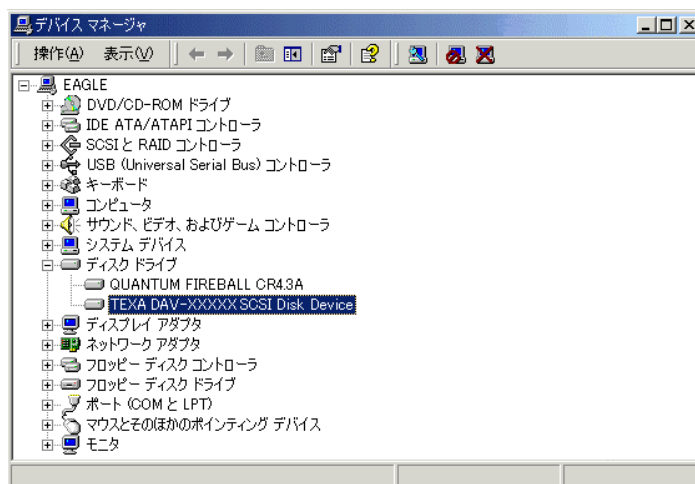 デバイス マネージャ
操作(A) 表示(V)
EAGLE
DVD/CD-ROM ドライブ
IDE ATA/ATAPI コントローラ
SCSI と RAID コントローラ
USB (Universal Serial Bus) コントローラ
キーボード
コンピュータ
サウンド、ビデオ、およびゲーム コントローラ
システム デバイス
ディスク ドライブ
QUANTUM FIREBALL CR4.3A
TEXA DAV-XXXXX SCSI Disk Device
ディスプレイ アダプタ
ネットワーク アダプタ
フロッピー ディスク コントローラ
フロッピー ディスク ドライブ
ポート (COM と LPT)
マウスとそのほかのポインティング デバイス
モニタ